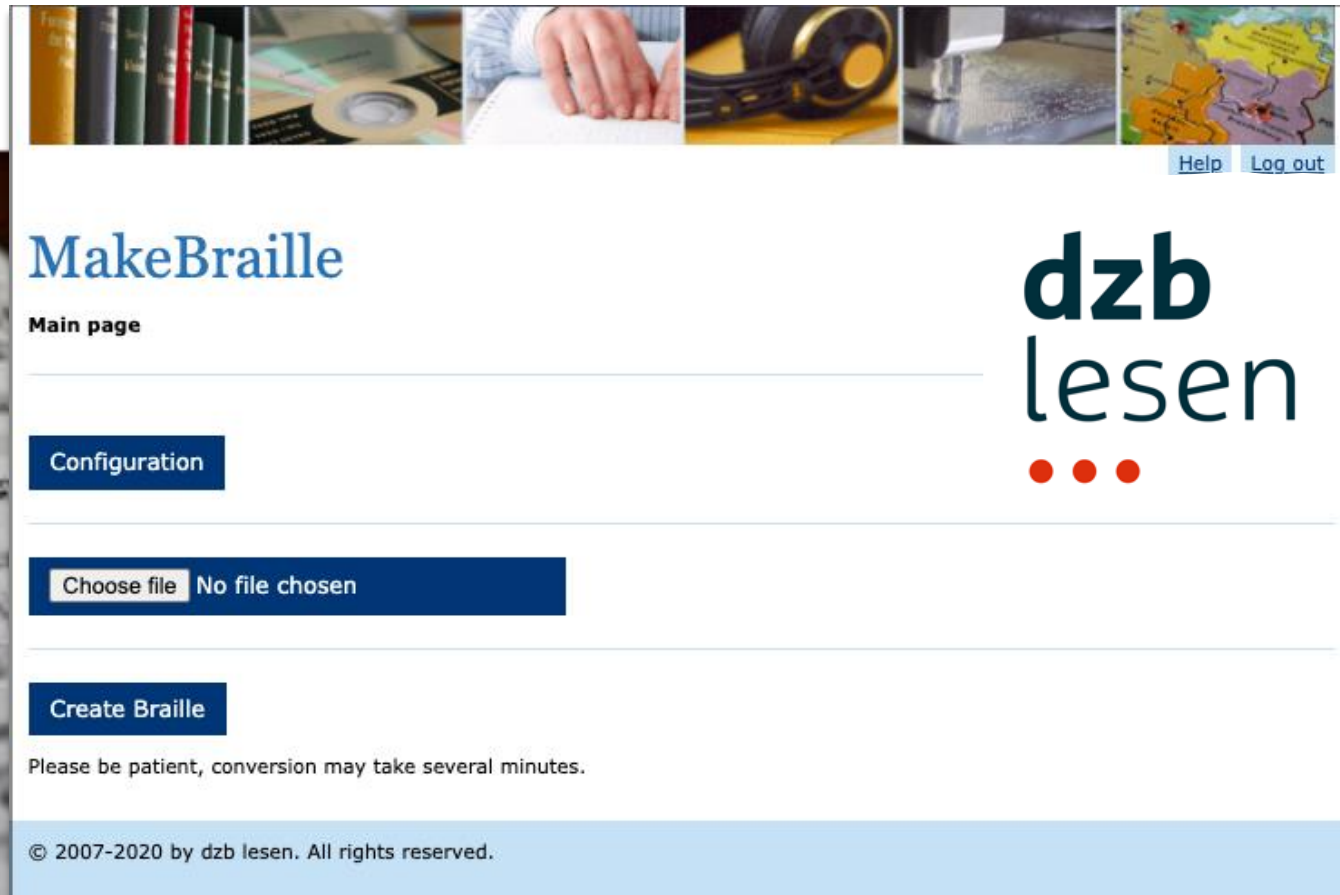 Help Log out
MakeBraille
dzb
lesen
Main page
Configuration
Choose file No file chosen
Create Braille
Please be patient, conversion may take several minutes.
© 2007-2020 by dzb lesen. All rights reserved.